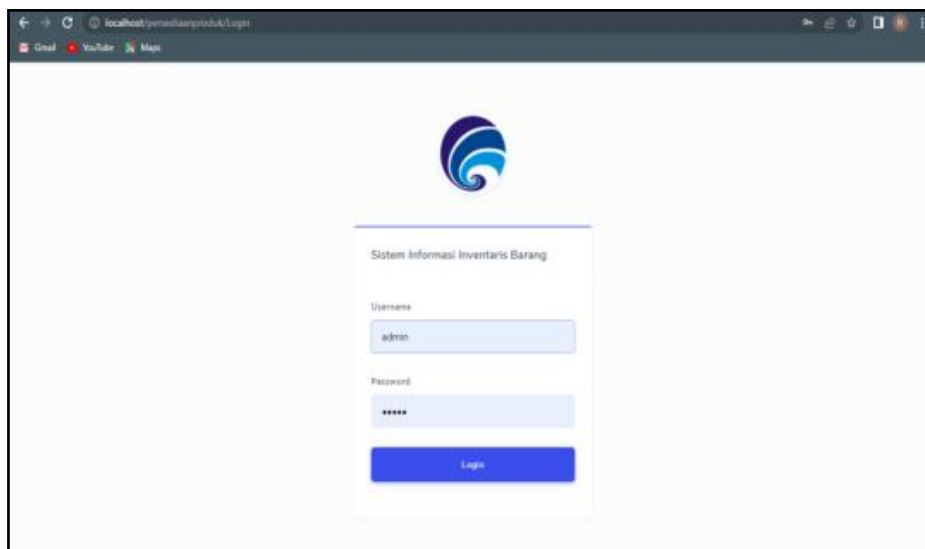 localhost/persediaanproduk/Login
Gmail YouTube Maps
Sistem Informasi Inventaris Barang
Username
admin
Password
Login